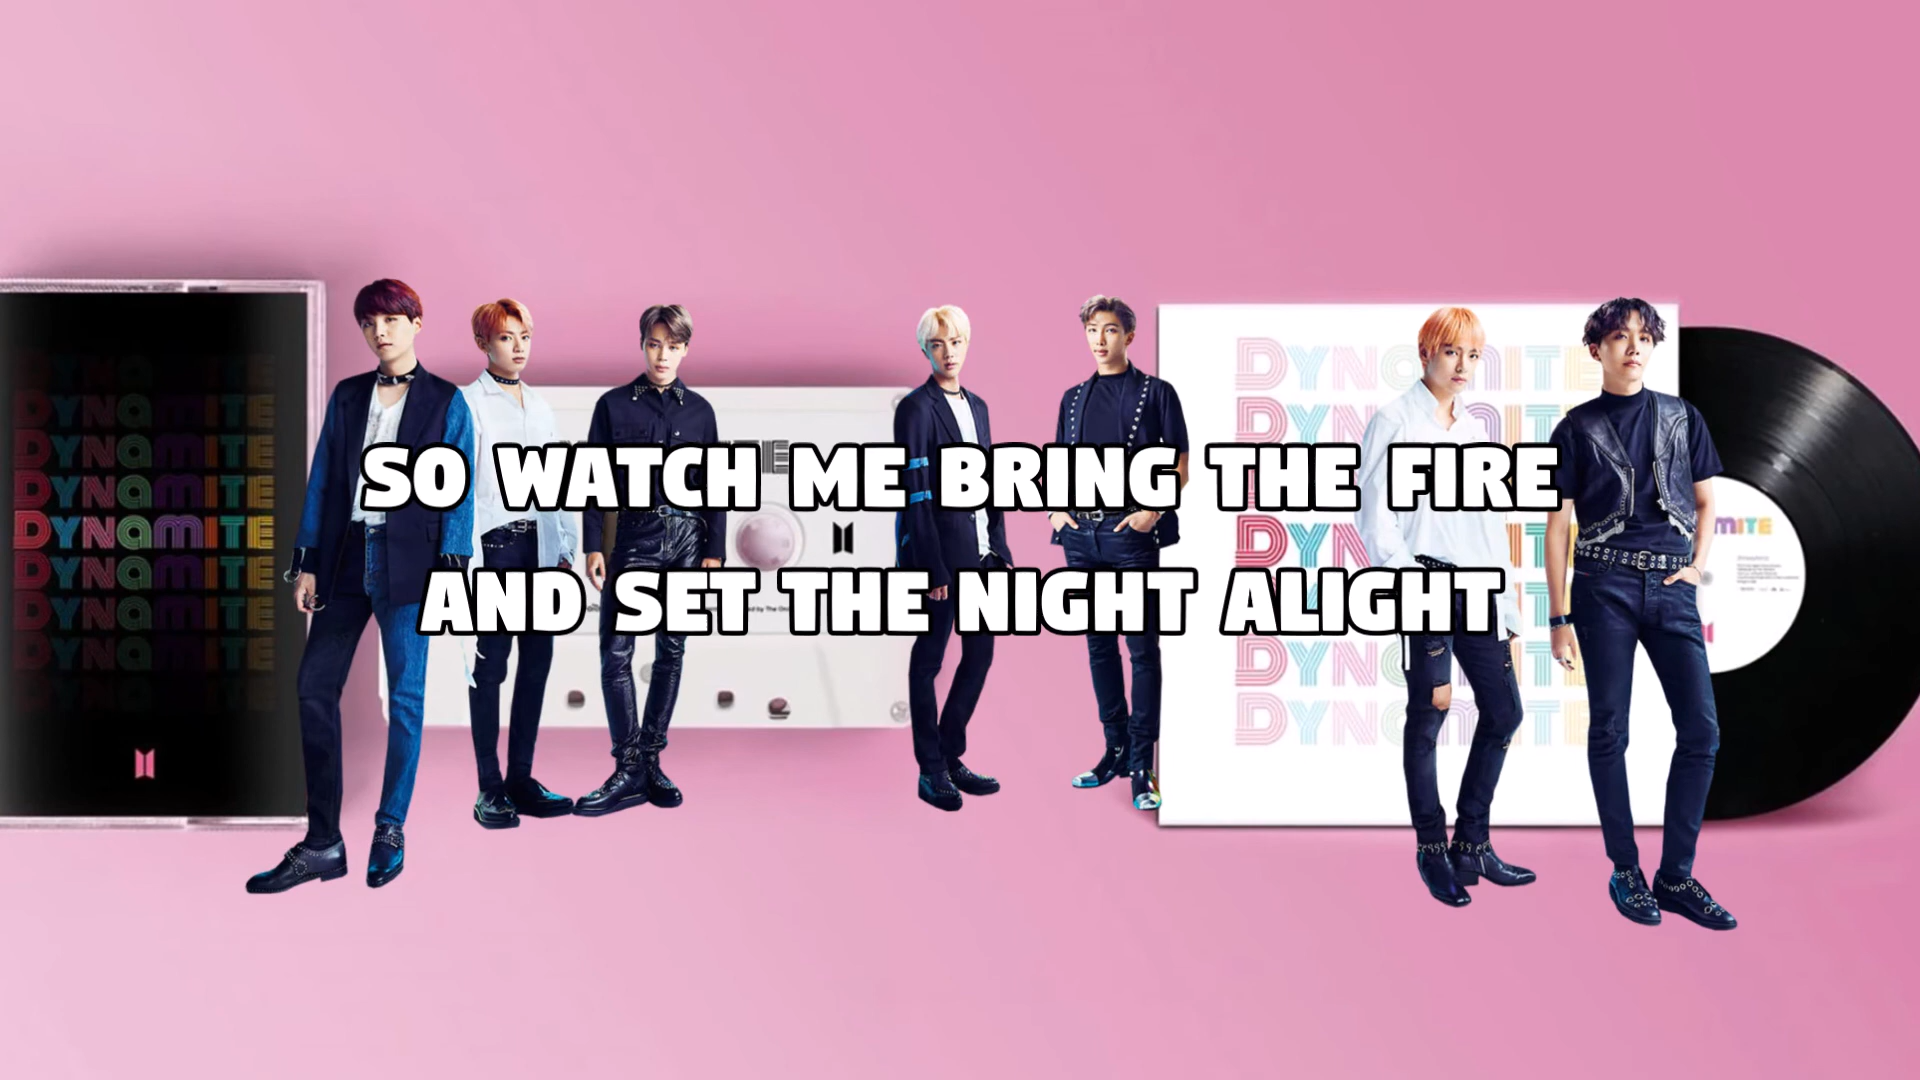 SO WATCH ME BRING THE FIRE
AND SET THE NIGHT ALIGHT
DYNAMITE
DYNAMITE
DYNAMITE
DYNAMITE
DYNAMITE
DYNAMITE
DYNAMITE
DYNAMITE